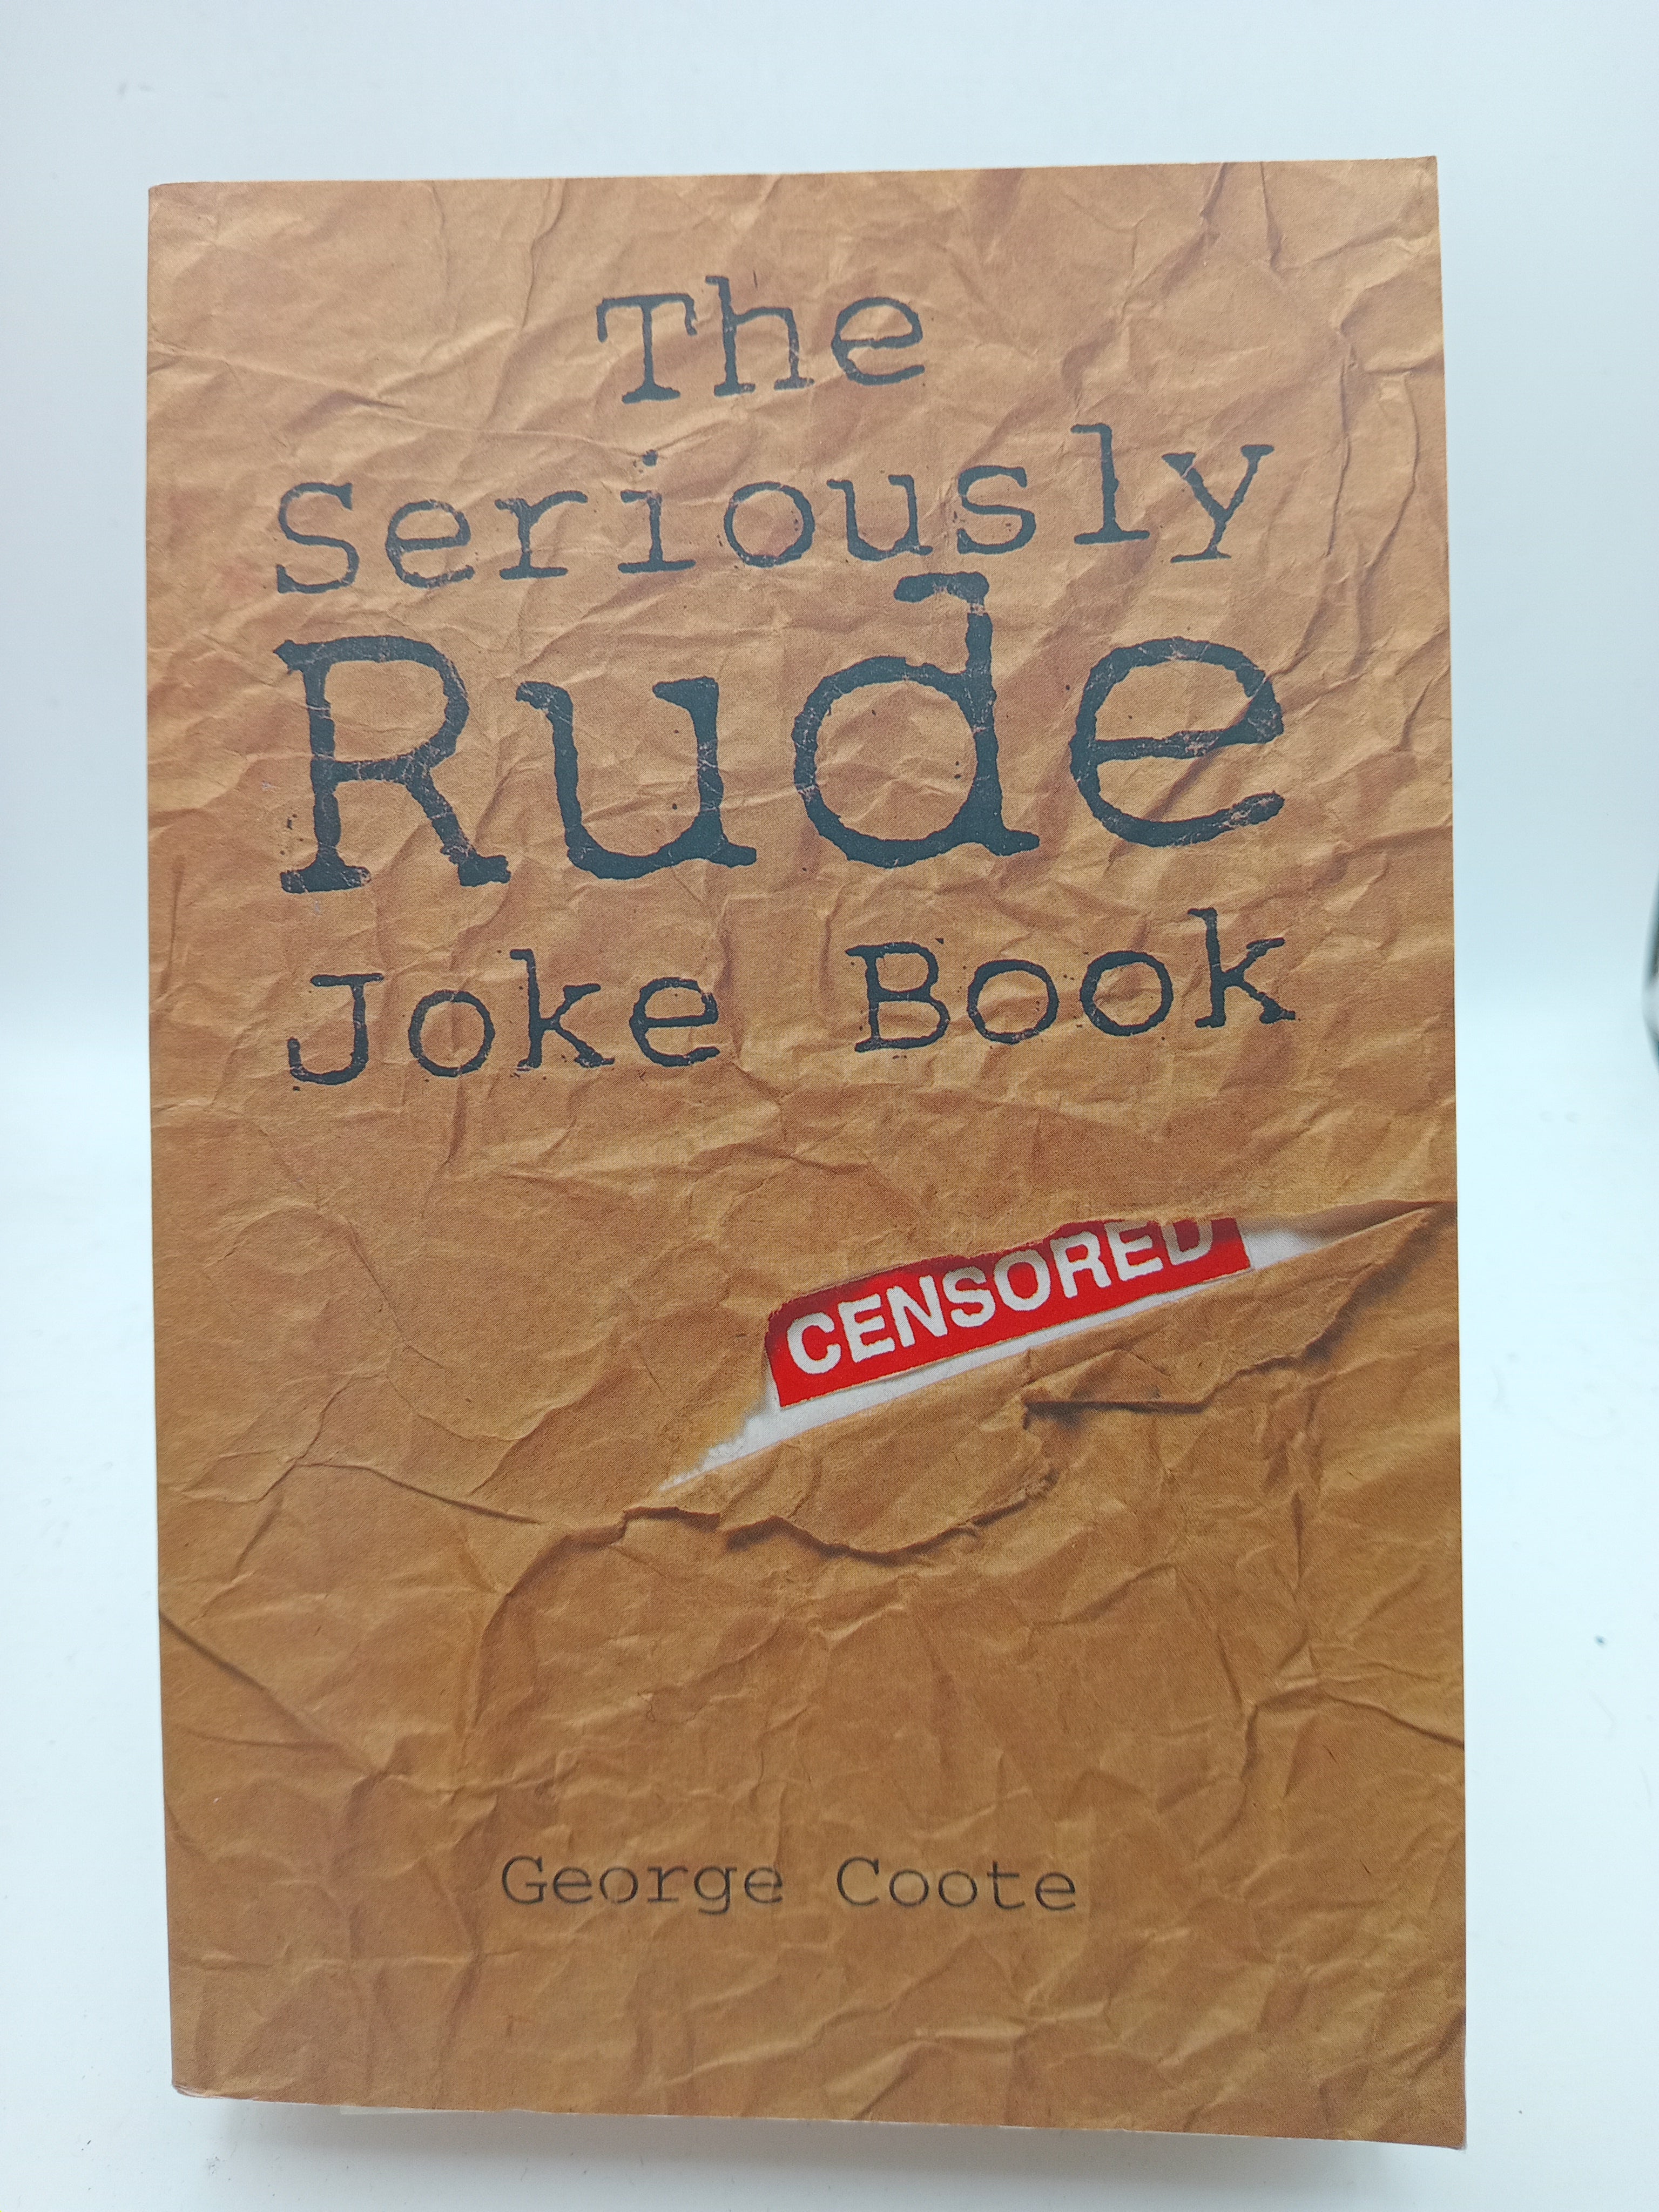 The
Seriously
Rude
Joke Book
CENSORED
George Coote